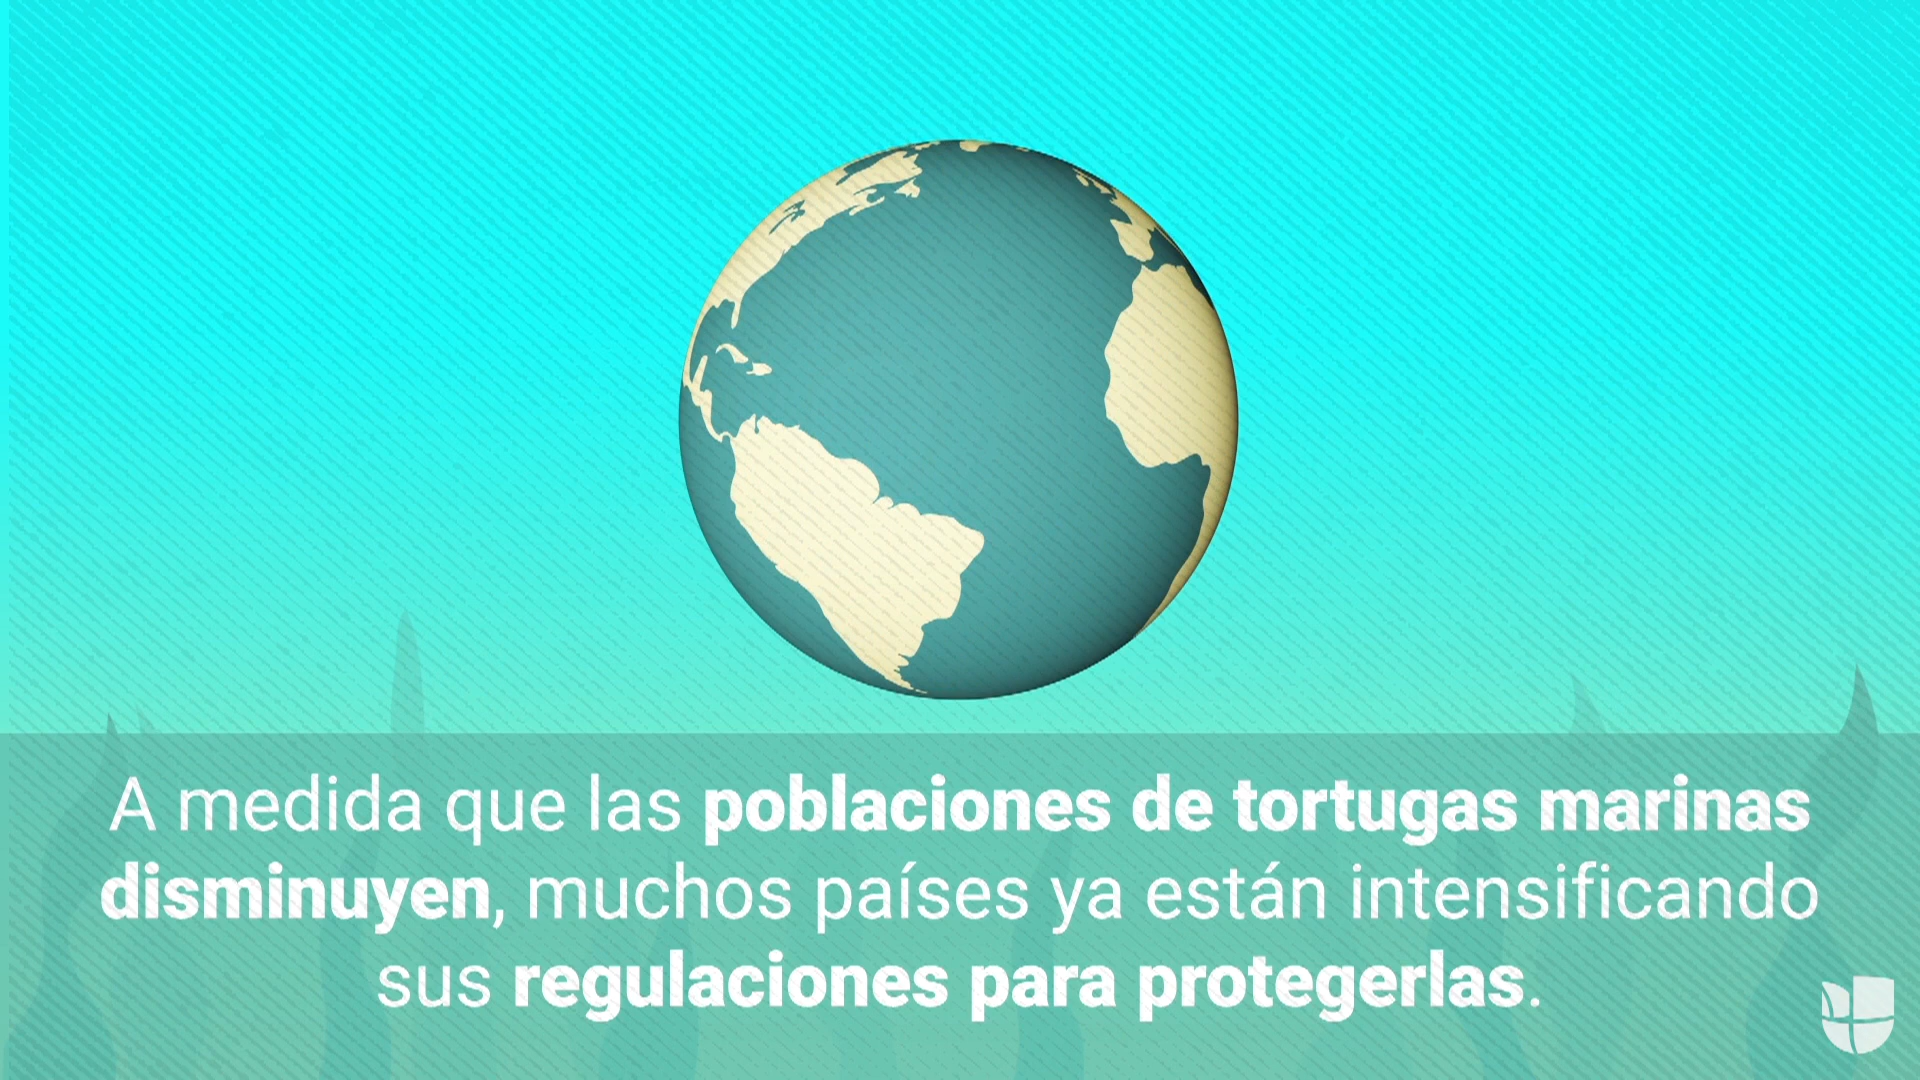 A medida que las poblaciones de tortugas marinas
disminuyen, muchos países ya están intensificando
sus regulaciones para protegerlas.